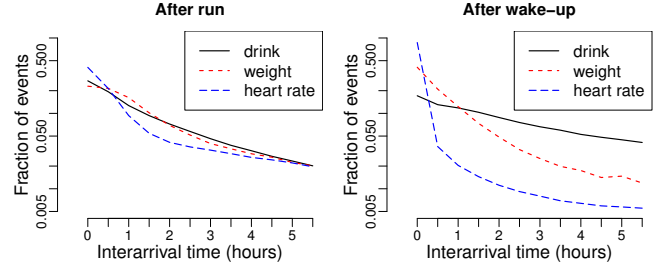 After run
Fraction of events
0.005 0.050 0.500
drink
weight
heart rate
0 1 2 3 4 5
Interarrival time (hours)
After wake-up
Fraction of events
0.005 0.050 0.500
drink
weight
heart rate
0 1 2 3 4 5
Interarrival time (hours)